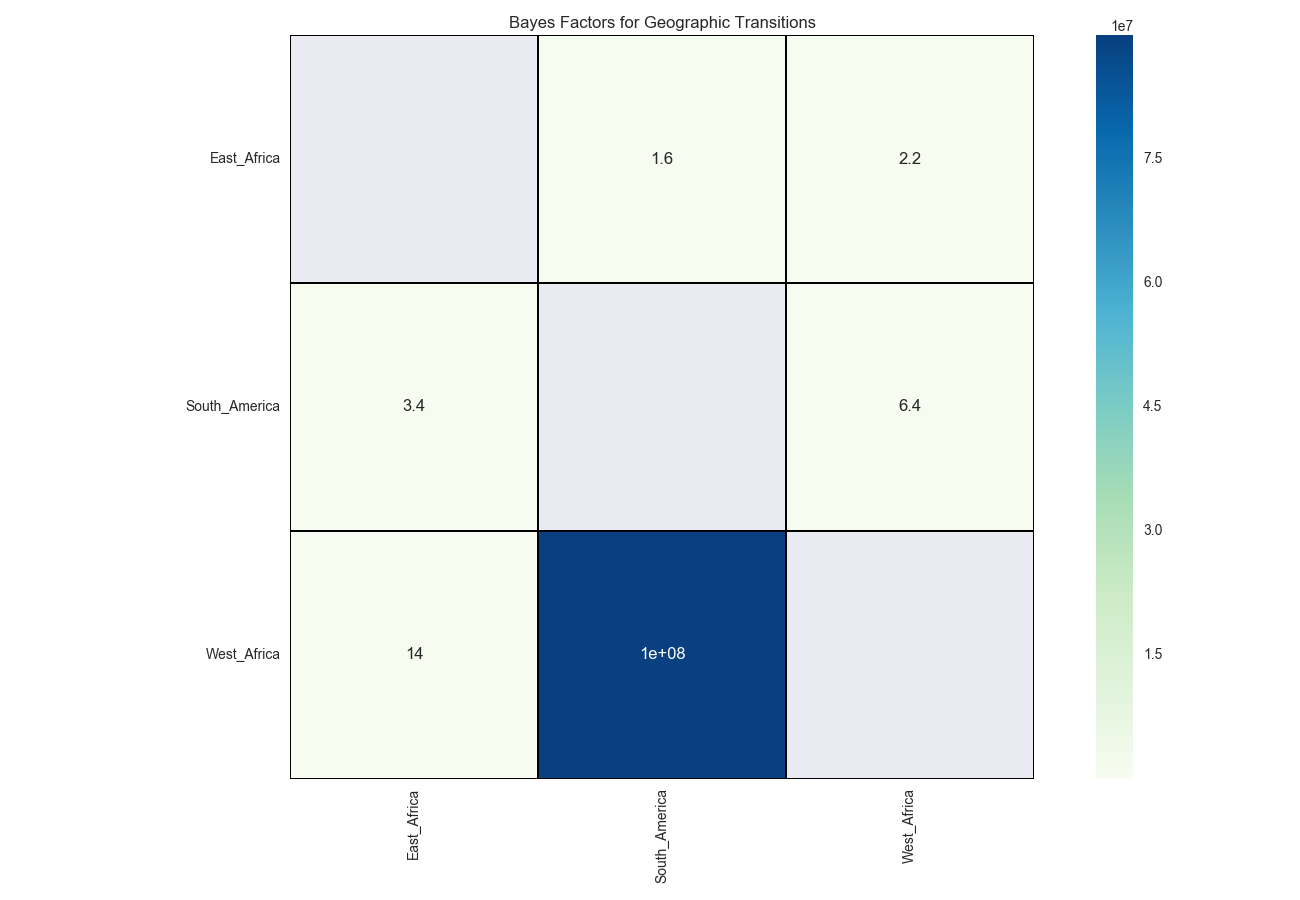 Bayes Factors for Geographic Transitions
1e7
East_Africa
1.6
2.2
7.5
6.0
South_America
3.4
6.4
4.5
3.0
West_Africa
14
1e+08
1.5
East_Africa
South_America
West_Africa